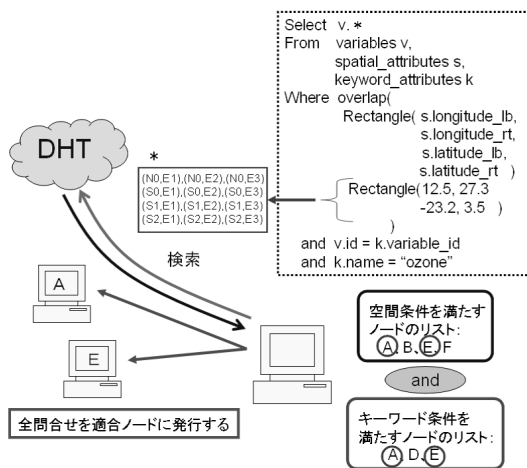 Select v.*
From variables v,
spatial_attributes s,
keyword_attributes k
Where overlap(
Rectangle( s.longitude_lb,
s.longitude_rt,
s.latitude_lb,
s.latitude_rt )
Rectangle(12.5, 27.3
-23.2, 3.5 )
)
and v.id = k.variable_id
and k.name = “ozone”
DHT
*
(N0,E1),(N0,E2),(N0,E3)
(S0,E1),(S0,E2),(S0,E3)
(S1,E1),(S1,E2),(S1,E3)
(S2,E1),(S2,E2),(S2,E3)
検索
A
E
全問合せを適合ノードに発行する
空間条件を満たす
ノードのリスト:
A、B、E、F
and
キーワード条件を
満たすノードのリスト:
A、D、E